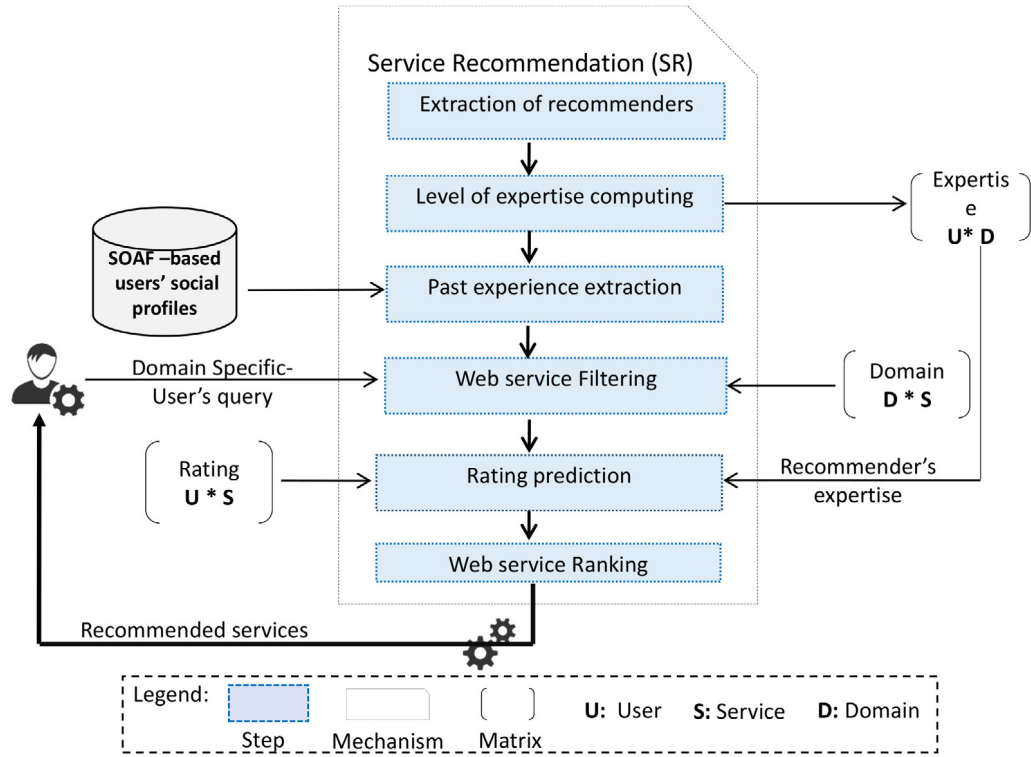 Service Recommendation (SR)
Extraction of recommenders
Level of expertise computing
Expertis
e
U* D
SOAF –based
users’ social
profiles
Past experience extraction
Domain Specific-
User’s query
Web service Filtering
Domain
D * S
Rating
U * S
Rating prediction
Recommender’s
expertise
Web service Ranking
Recommended services
Legend:
Step
Mechanism
Matrix
U: User
S: Service
D: Domain